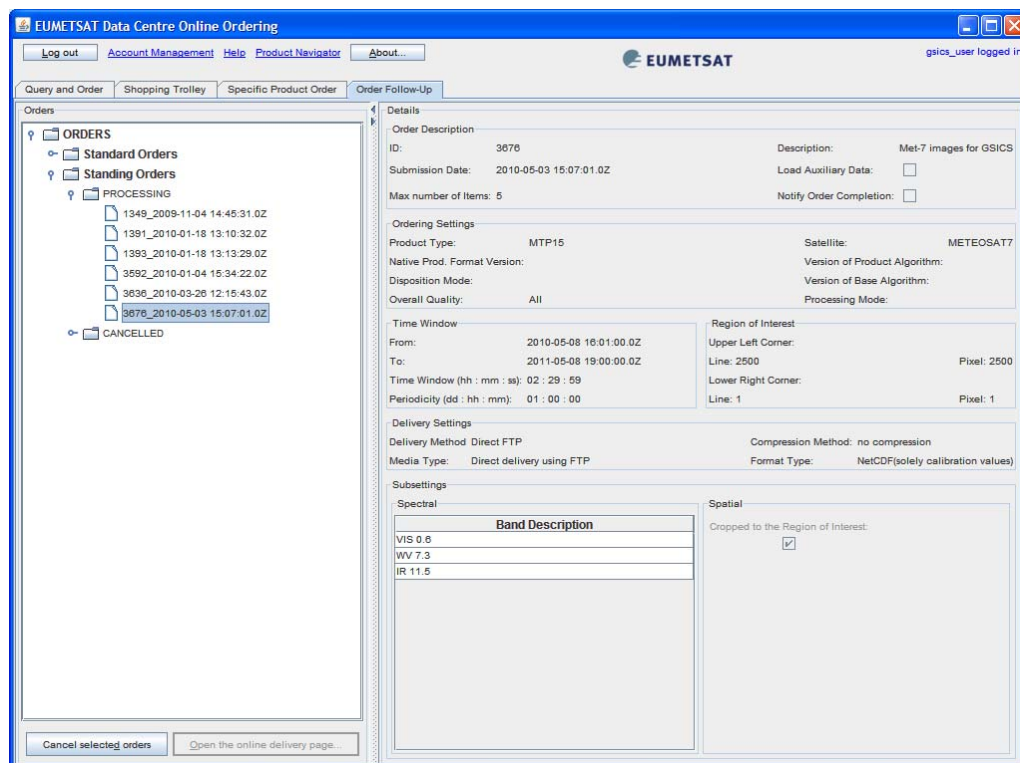 EUMETSAT Data Centre Online Ordering
Log out Account Management Help Product Navigator About...
EUMETSAT
gsics_user logged in
Query and Order Shopping Trolley Specific Product Order Order Follow-Up
Orders
ORDERS
Standard Orders
Standing Orders
PROCESSING
1349_2009-11-04 14:45:31.0Z
1391_2010-01-18 13:10:32.0Z
1393_2010-01-18 13:13:29.0Z
3592_2010-01-04 15:34:22.0Z
3636_2010-03-26 12:15:43.0Z
3676_2010-05-03 15:07:01.0Z
CANCELLED
Cancel selected orders Open the online delivery page...
Details
Order Description
ID: 3676 Description: Met-7 images for GSICS
Submission Date: 2010-05-03 15:07:01.0Z Load Auxiliary Data:
Max number of Items: 5 Notify Order Completion:
Ordering Settings
Product Type: MTP15 Satellite: METEOSAT7
Native Prod. Format Version: Version of Product Algorithm:
Disposition Mode: Version of Base Algorithm:
Overall Quality: All Processing Mode:
Time Window
From: 2010-05-08 16:01:00.0Z
To: 2011-05-08 19:00:00.0Z
Time Window (hh : mm : ss): 02 : 29 : 59
Periodicity (dd : hh : mm): 01 : 00 : 00
Region of Interest
Upper Left Corner:
Line: 2500 Pixel: 2500
Lower Right Corner:
Line: 1 Pixel: 1
Delivery Settings
Delivery Method Direct FTP Compression Method: no compression
Media Type: Direct delivery using FTP Format Type: NetCDF(solely calibration values)
Subsettings
Spectral
Band Description
VIS 0.6
WV 7.3
IR 11.5
Spatial
Cropped to the Region of Interest: